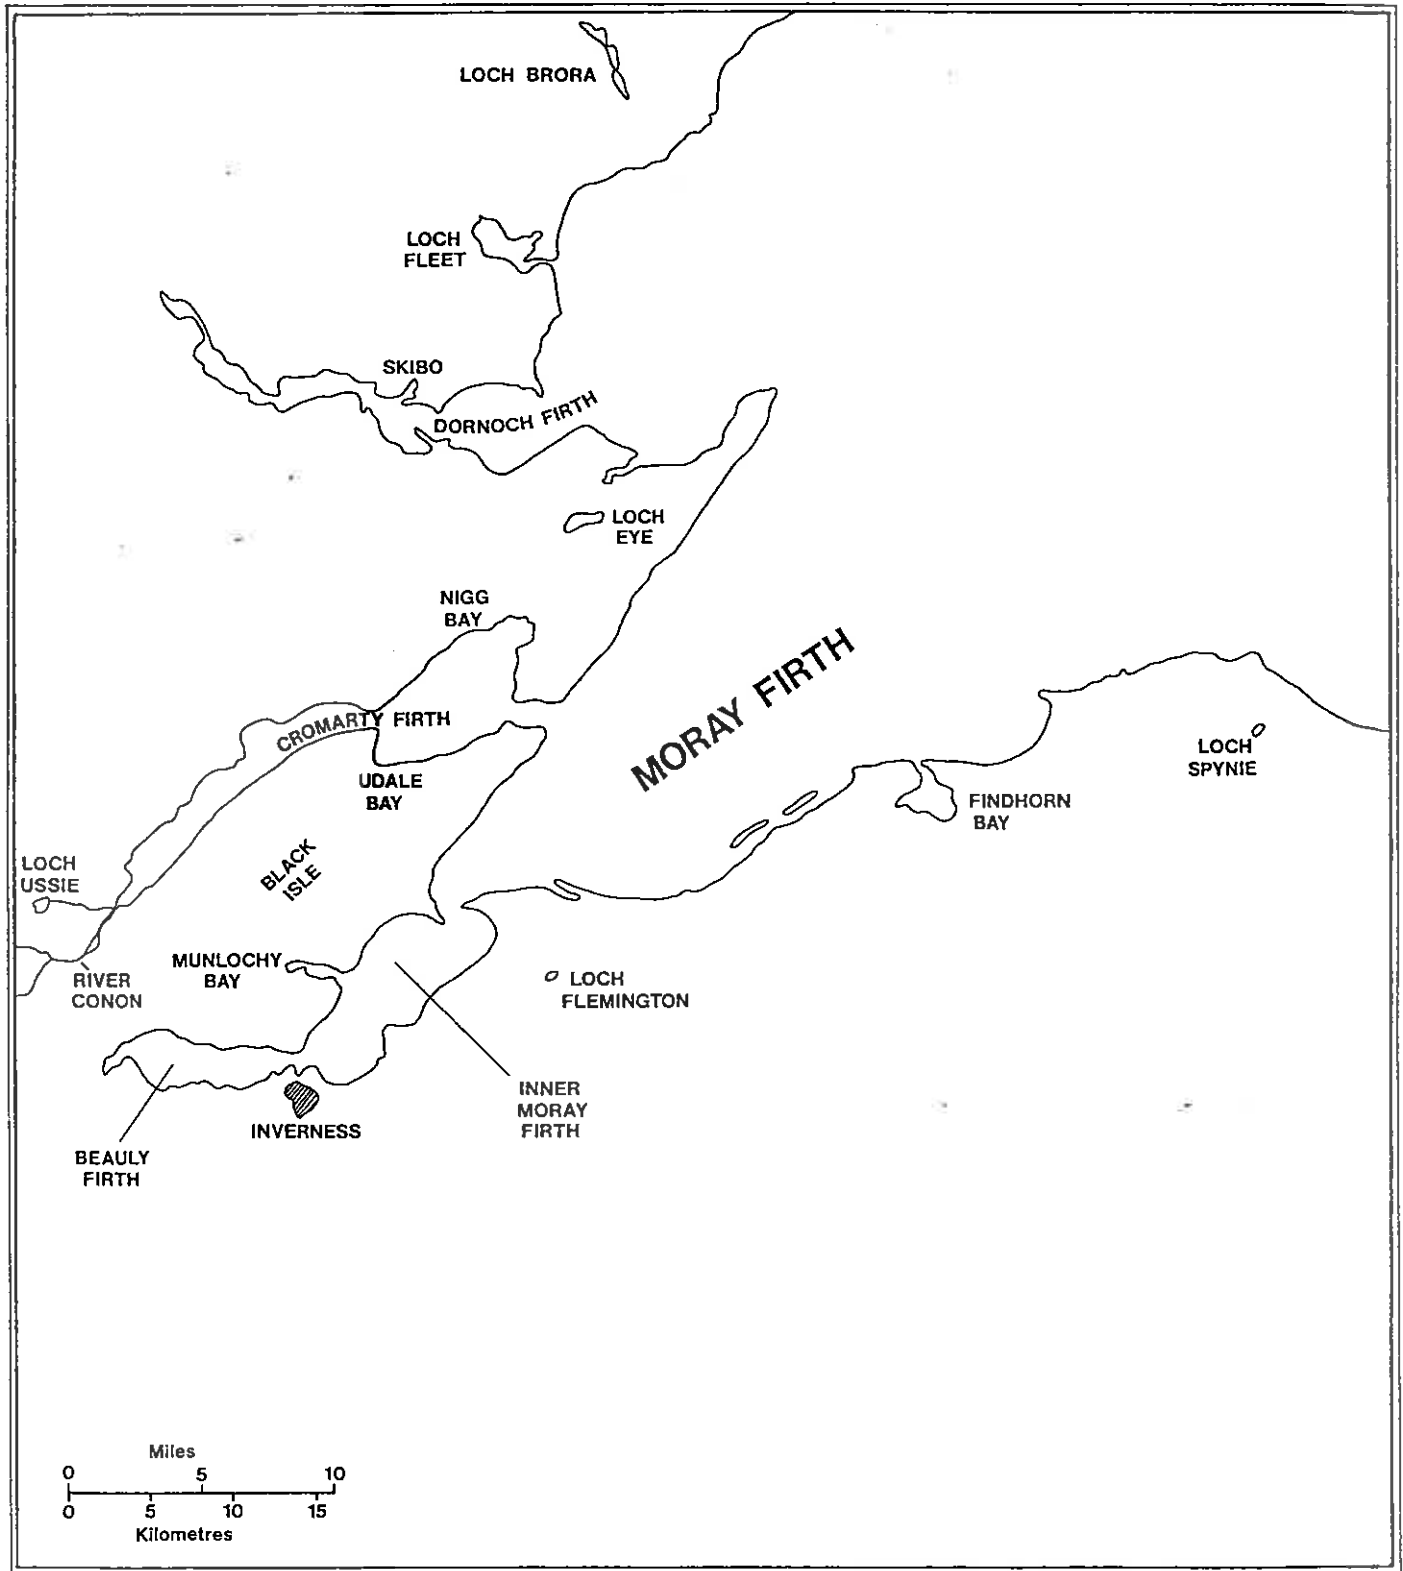 LOCH BRORA
LOCH
FLEET
SKIBO
DORNOCH FIRTH
LOCH
EYE
NIGG
BAY
MORAY FIRTH
CROMARTY FIRTH
UDALE
BAY
LOCH
SPYNIE
FINDHORN
BAY
BLACK
ISLE
LOCH
USSIE
MUNLOCHY
BAY
RIVER
CONON
LOCH
FLEMINGTON
INNER
MORAY
FIRTH
INVERNESS
BEAULY
FIRTH
Miles
0 5 10
0 5 10 15
Kilometres